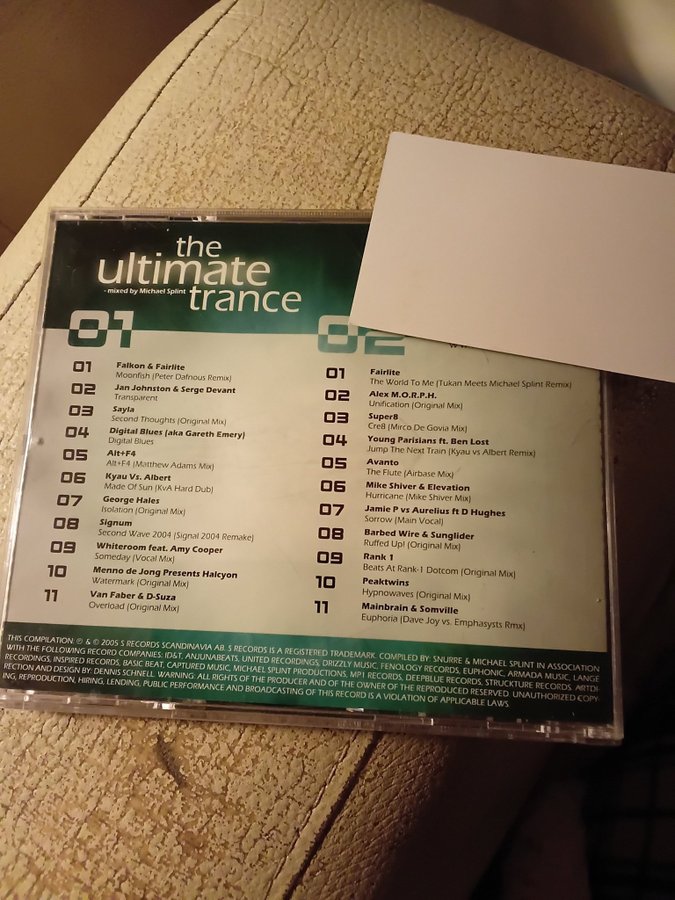 the
ultimate
- mixed by Michael Splint
trance
01
01
Falkon & Fairlite
Moonfish (Peter Dafnous Remix)
02
Jan Johnston & Serge Devant
Transparent
03
Sayla
Second Thoughts (Original Mix)
04
Digital Blues (aka Gareth Emery)
Digital Blues
05
Alt+F4
Alt+F4 (Matthew Adams Mix)
06
Kyau Vs. Albert
Made Of Sun (KvA Hard Dub)
07
George Hales
Isolation (Original Mix)
08
Signum
Second Wave 2004 (Signal 2004 Remake)
09
Whiteroom feat. Amy Cooper
Someday (Vocal Mix)
10
Menno de Jong Presents Halcyon
Watermark (Original Mix)
11
Van Faber & D-Suza
Overload (Original Mix)
02
01
Fairlite
The World To Me (Tukan Meets Michael Splint Remix)
02
Alex M.O.R.P.H.
Unification (Original Mix)
03
Super8
Cre8 (Mirco De Govia Mix)
04
Young Parisians ft. Ben Lost
Jump The Next Train (Kyau vs Albert Remix)
05
Avanto
The Flute (Airbase Mix)
06
Mike Shiver & Elevation
Hurricane (Mike Shiver Mix)
07
Jamie P vs Aurelius ft D Hughes
Sorrow (Main Vocal)
08
Barbed Wire & Sunglider
Ruffed Up! (Original Mix)
09
Rank 1
Beats At Rank-1 Dotcom (Original Mix)
10
Peaktwins
Hypnowaves (Original Mix)
11
Mainbrain & Somville
Euphoria (Dave Joy vs. Emphasysts Rmx)
THIS COMPILATION: ℗ & © 2005 S RECORDS SCANDINAVIA AB. S RECORDS IS A REGISTERED TRADEMARK. COMPILED BY: SNURRE & MICHAEL SPLINT IN ASSOCIATION
WITH THE FOLLOWING RECORD COMPANIES: ID&T, ANJUNABEATS, UNITED RECORDINGS, DRIZZLY MUSIC, FENOLOGY RECORDS, EUPHONIC, ARMADA MUSIC, LANGE
RECORDINGS, INSPIRED RECORDS, BASIC BEAT, CAPTURED MUSIC, MICHAEL SPLINT PRODUCTIONS, MP1 RECORDS, DEEPBLUE RECORDS, STRUCKTURE RECORDS. ARTDI-
RECTION AND DESIGN BY: DENNIS SCHNELL. WARNING: ALL RIGHTS OF THE PRODUCER AND OF THE OWNER OF THE REPRODUCED RESERVED. UNAUTHORIZED COPY-
ING, REPRODUCTION, HIRING, LENDING, PUBLIC PERFORMANCE AND BROADCASTING OF THIS RECORD IS A VIOLATION OF APPLICABLE LAWS.